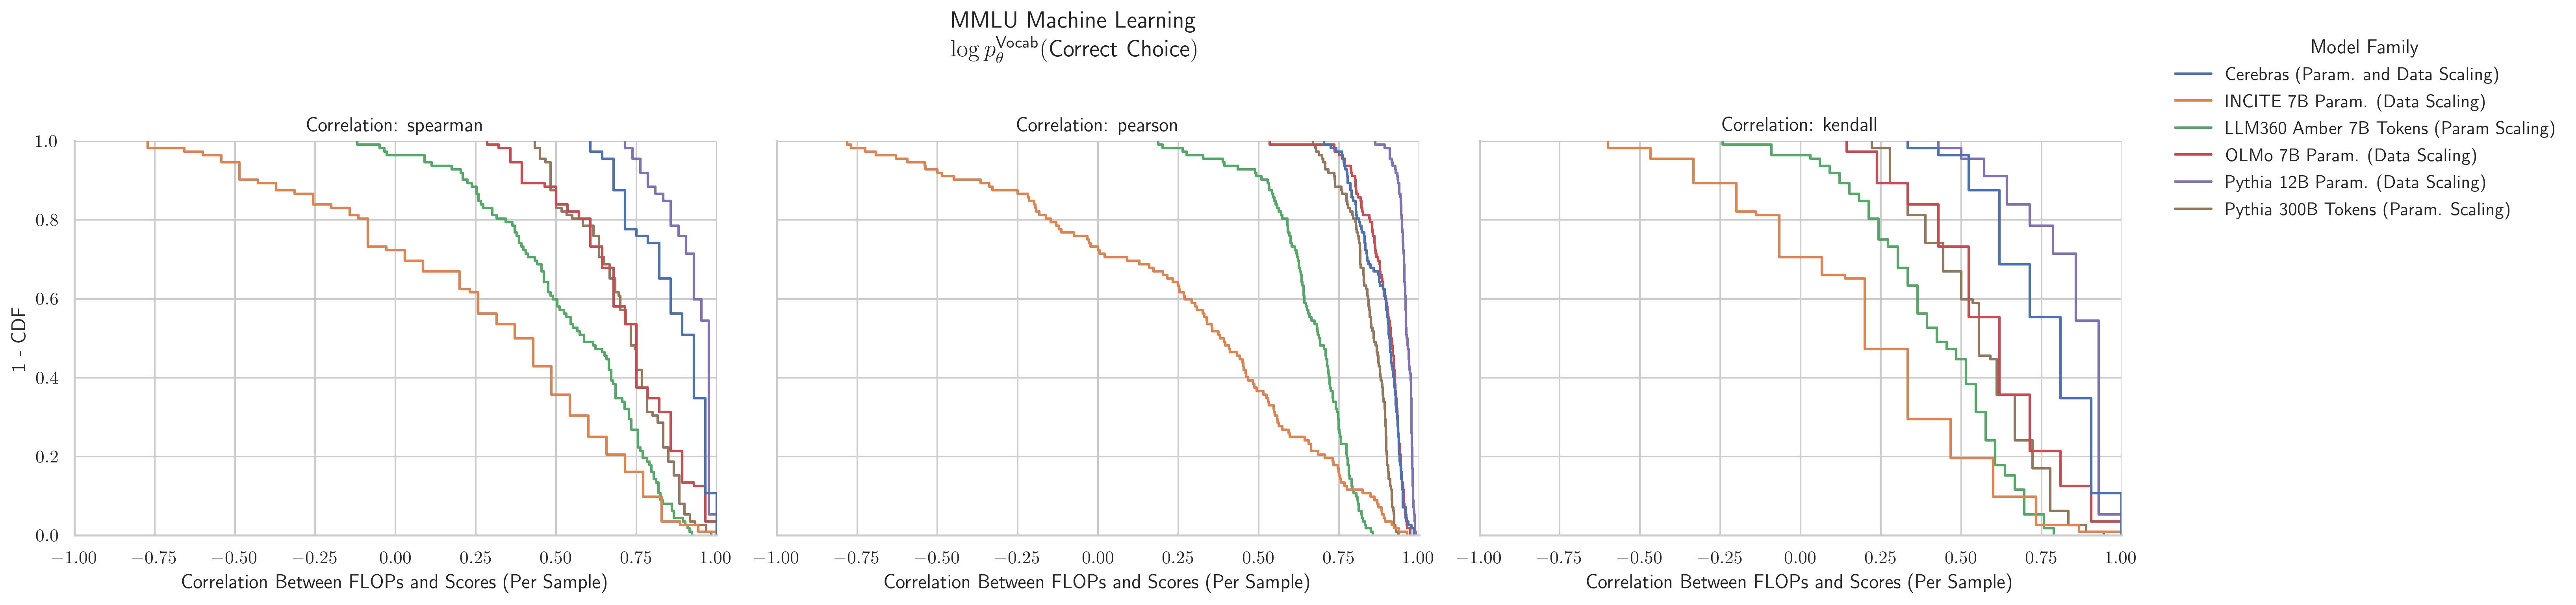 MMLU Machine Learning
log p_θ^Vocab(Correct Choice)
Model Family
Cerebras (Param. and Data Scaling)
INCITE 7B Param. (Data Scaling)
LLM360 Amber 7B Tokens (Param Scaling)
OLMo 7B Param. (Data Scaling)
Pythia 12B Param. (Data Scaling)
Pythia 300B Tokens (Param. Scaling)
Correlation: spearman
1.0
0.8
0.6
0.4
0.2
0.0
1 - CDF
−1.00 −0.75 −0.50 −0.25 0.00 0.25 0.50 0.75 1.00
Correlation Between FLOPs and Scores (Per Sample)
Correlation: pearson
−1.00 −0.75 −0.50 −0.25 0.00 0.25 0.50 0.75 1.00
Correlation Between FLOPs and Scores (Per Sample)
Correlation: kendall
−1.00 −0.75 −0.50 −0.25 0.00 0.25 0.50 0.75 1.00
Correlation Between FLOPs and Scores (Per Sample)